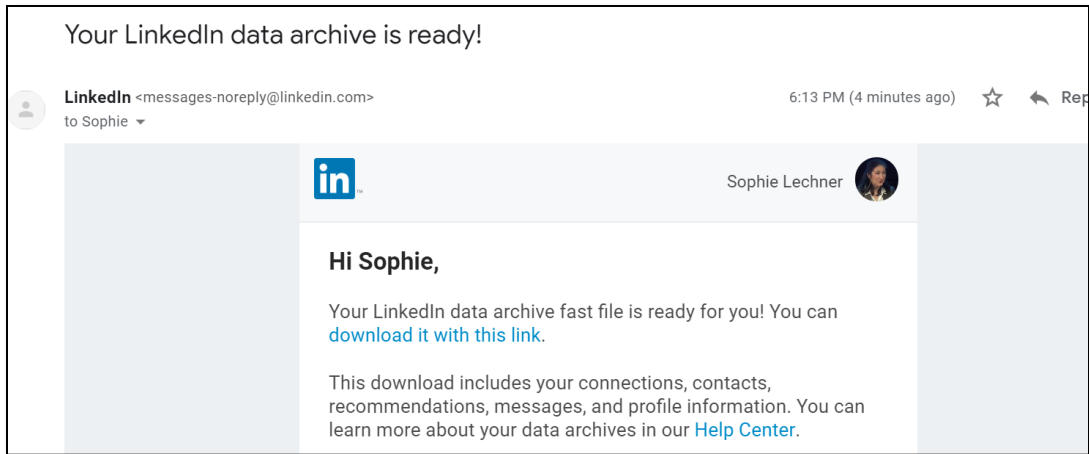 Your LinkedIn data archive is ready!
LinkedIn <messages-noreply@linkedin.com>
6:13 PM (4 minutes ago)
Rep
to Sophie
in
Sophie Lechner
Hi Sophie,
Your LinkedIn data archive fast file is ready for you! You can
download it with this link.
This download includes your connections, contacts,
recommendations, messages, and profile information. You can
learn more about your data archives in our Help Center.